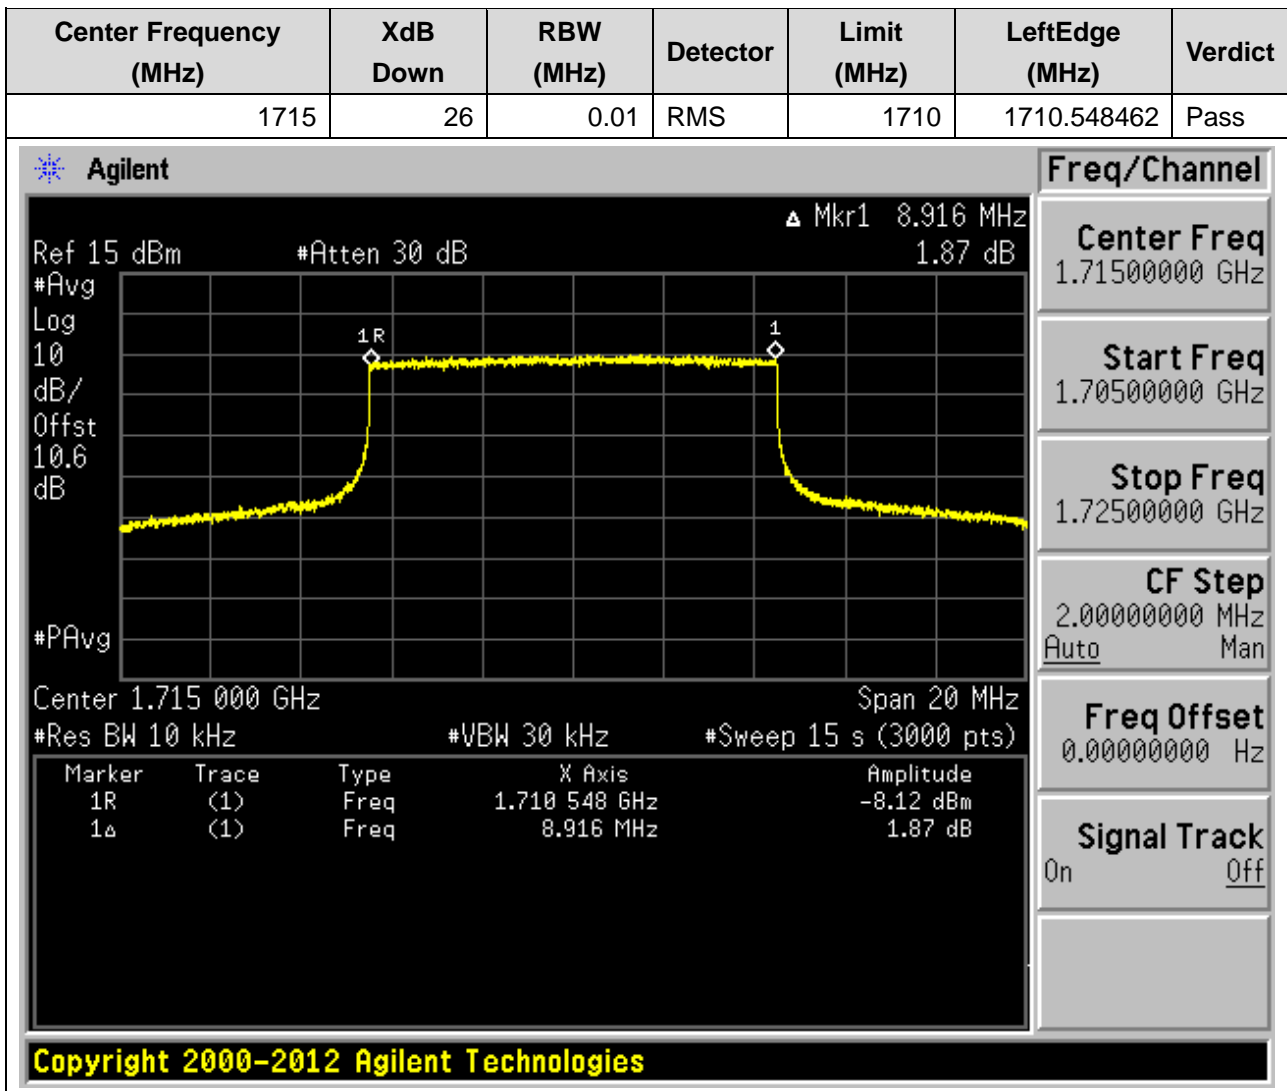 Center Frequency (MHz) XdB Down RBW (MHz) Detector Limit (MHz) LeftEdge (MHz) Verdict
1715 26 0.01 RMS 1710 1710.548462 Pass
Agilent
Freq/Channel
Δ Mkr1 8.916 MHz
Ref 15 dBm #Atten 30 dB 1.87 dB
#Avg
Log
10
dB/
Offst
10.6
dB
#PAvg
1R
1
Center 1.715 000 GHz Span 20 MHz
#Res BW 10 kHz #VBW 30 kHz #Sweep 15 s (3000 pts)
Marker Trace Type X Axis Amplitude
1R (1) Freq 1.710 548 GHz -8.12 dBm
1Δ (1) Freq 8.916 MHz 1.87 dB
Center Freq
1.71500000 GHz
Start Freq
1.70500000 GHz
Stop Freq
1.72500000 GHz
CF Step
2.00000000 MHz
Auto Man
Freq Offset
0.00000000 Hz
Signal Track
On Off
Copyright 2000-2012 Agilent Technologies